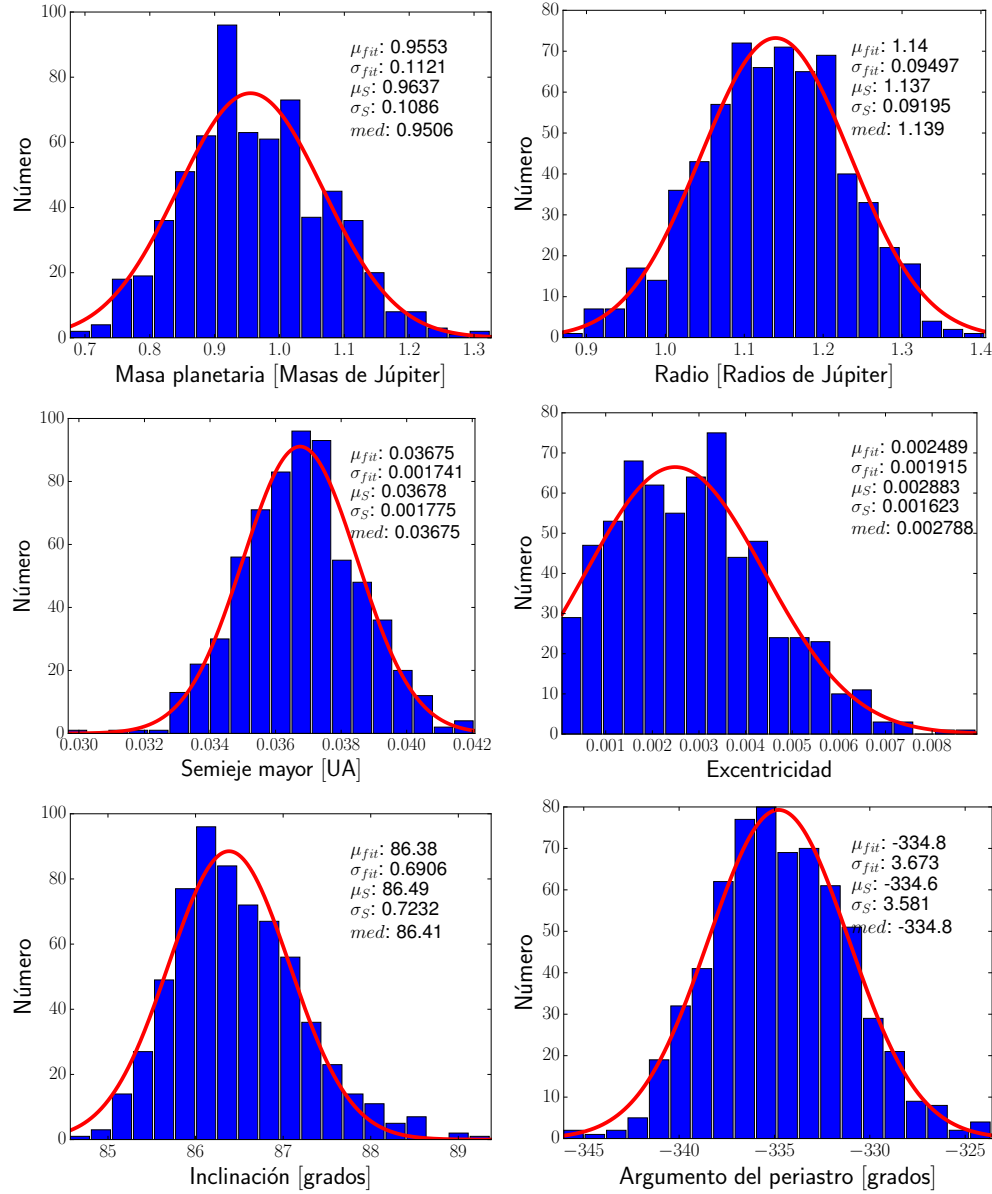 100
80
60
40
20
0
Número
μfit: 0.9553
σfit: 0.1121
μS: 0.9637
σS: 0.1086
med: 0.9506
0.7 0.8 0.9 1.0 1.1 1.2 1.3
Masa planetaria [Masas de Júpiter]
80
70
60
50
40
30
20
10
0
Número
μfit: 1.14
σfit: 0.09497
μS: 1.137
σS: 0.09195
med: 1.139
0.9 1.0 1.1 1.2 1.3 1.4
Radio [Radios de Júpiter]
100
80
60
40
20
0
Número
μfit: 0.03675
σfit: 0.001741
μS: 0.03678
σS: 0.001775
med: 0.03675
0.030 0.032 0.034 0.036 0.038 0.040 0.042
Semieje mayor [UA]
80
70
60
50
40
30
20
10
0
Número
μfit: 0.002489
σfit: 0.001915
μS: 0.002883
σS: 0.001623
med: 0.002788
0.001 0.002 0.003 0.004 0.005 0.006 0.007 0.008
Excentricidad
100
80
60
40
20
0
Número
μfit: 86.38
σfit: 0.6906
μS: 86.49
σS: 0.7232
med: 86.41
85 86 87 88 89
Inclinación [grados]
80
70
60
50
40
30
20
10
0
Número
μfit: -334.8
σfit: 3.673
μS: -334.6
σS: 3.581
med: -334.8
−345 −340 −335 −330 −325
Argumento del periastro [grados]